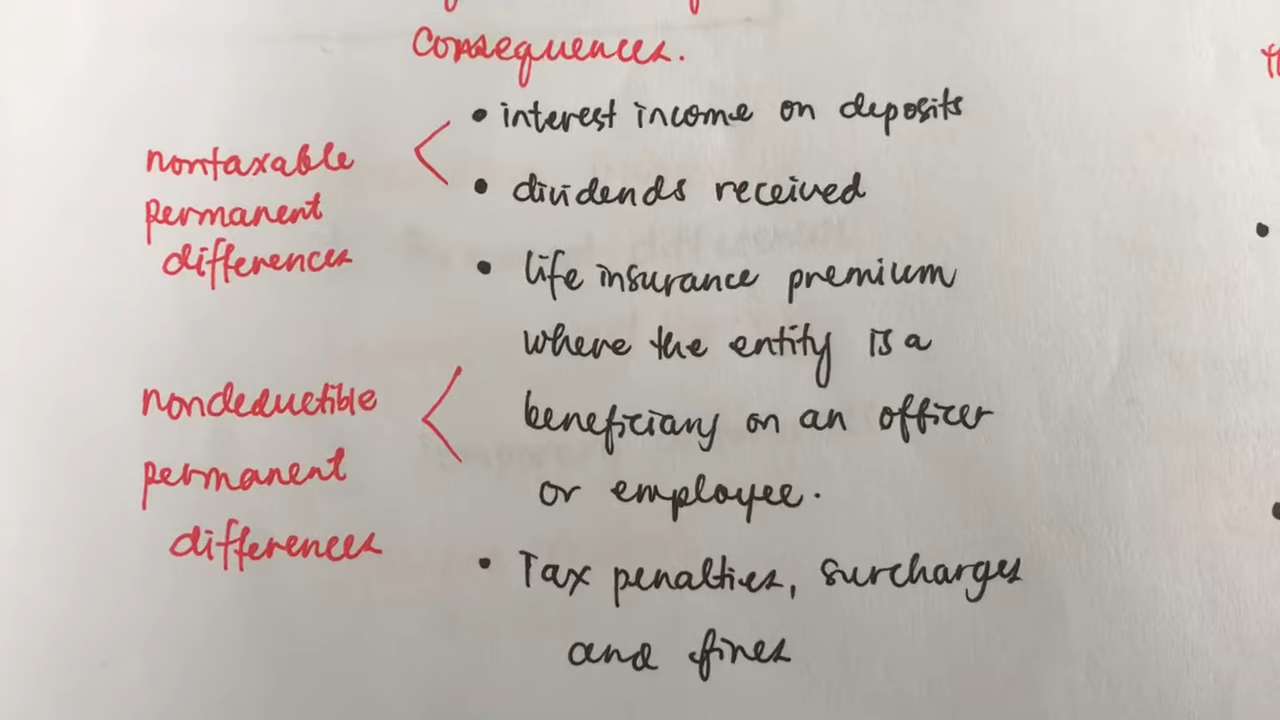 Consequences.
• interest income on deposits
• dividends received
nontaxable
permanent
differences
• life insurance premium
where the entity is a
beneficiary on an officer
or employee.
nondeductible
permanent
differences
• Tax penalties, surcharges
and fines